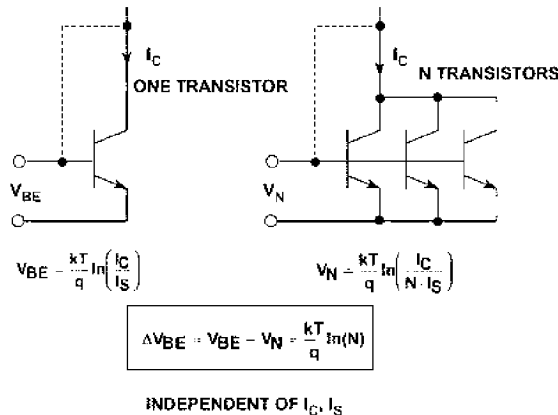 I_C I_C
ONE TRANSISTOR N TRANSISTORS
V_BE V_N
V_BE = kT/q ln(I_C/I_S) V_N = kT/q ln(I_C/(N · I_S))
ΔV_BE = V_BE − V_N = kT/q ln(N)
INDEPENDENT OF I_C, I_S